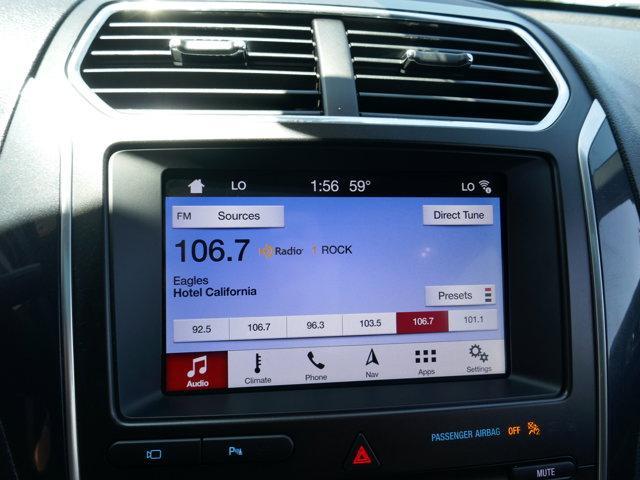 LO 1:56 59° LO
FM Sources Direct Tune
106.7 HD Radio 1 ROCK
Eagles
Hotel California
Presets
92.5 106.7 96.3 103.5 106.7 101.1
Audio Climate Phone Nav Apps Settings
PASSENGER AIRBAG OFF
P
MUTE